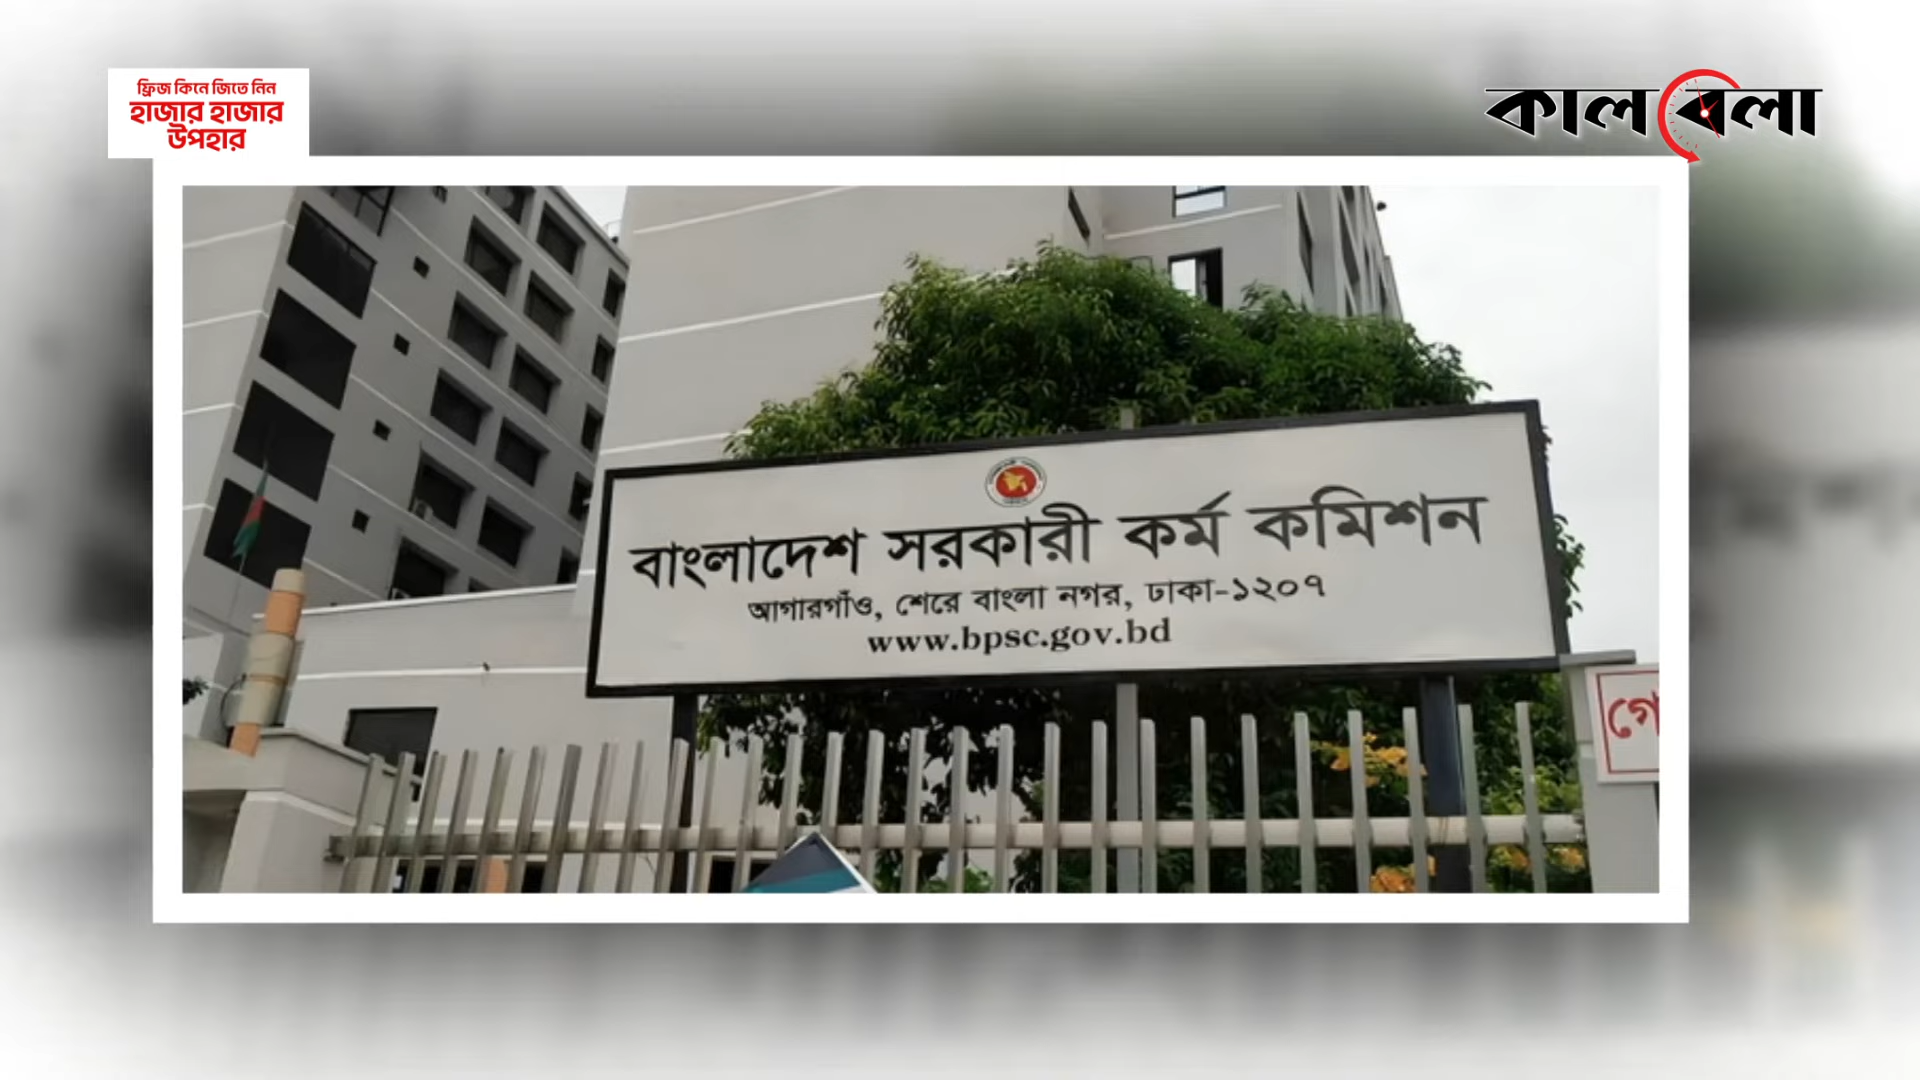 ফ্রিজ কিনে জিতে নিন
হাজার হাজার
উপহার
কালবেলা
বাংলাদেশ সরকারী কর্ম কমিশন
আগারগাঁও, শেরে বাংলা নগর, ঢাকা-১২০৭
www.bpsc.gov.bd